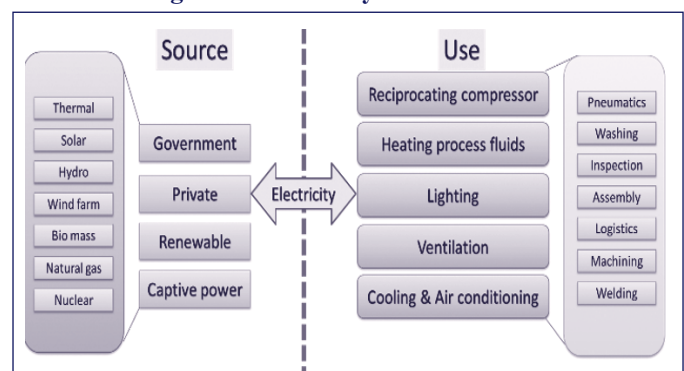 Source
Use
Thermal
Solar
Hydro
Wind farm
Bio mass
Natural gas
Nuclear
Government
Private
Renewable
Captive power
Electricity
Reciprocating compressor
Heating process fluids
Lighting
Ventilation
Cooling & Air conditioning
Pneumatics
Washing
Inspection
Assembly
Logistics
Machining
Welding